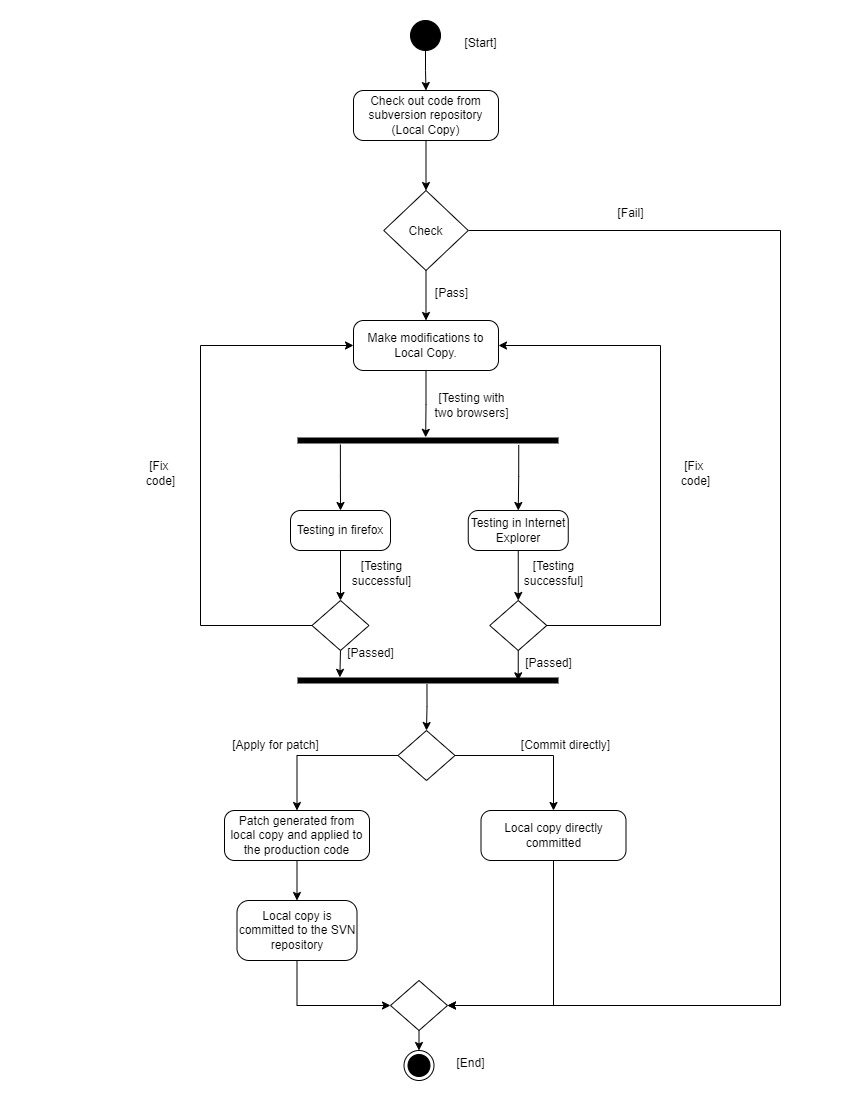 [Start]
Check out code from
subversion repository
(Local Copy)
[Fail]
Check
[Pass]
Make modifications to
Local Copy.
[Testing with
two browsers]
[Fix
code]
[Fix
code]
Testing in firefox
Testing in Internet
Explorer
[Testing
successful]
[Testing
successful]
[Passed]
[Passed]
[Apply for patch]
[Commit directly]
Patch generated from
local copy and applied to
the production code
Local copy directly
committed
Local copy is
committed to the SVN
repository
[End]